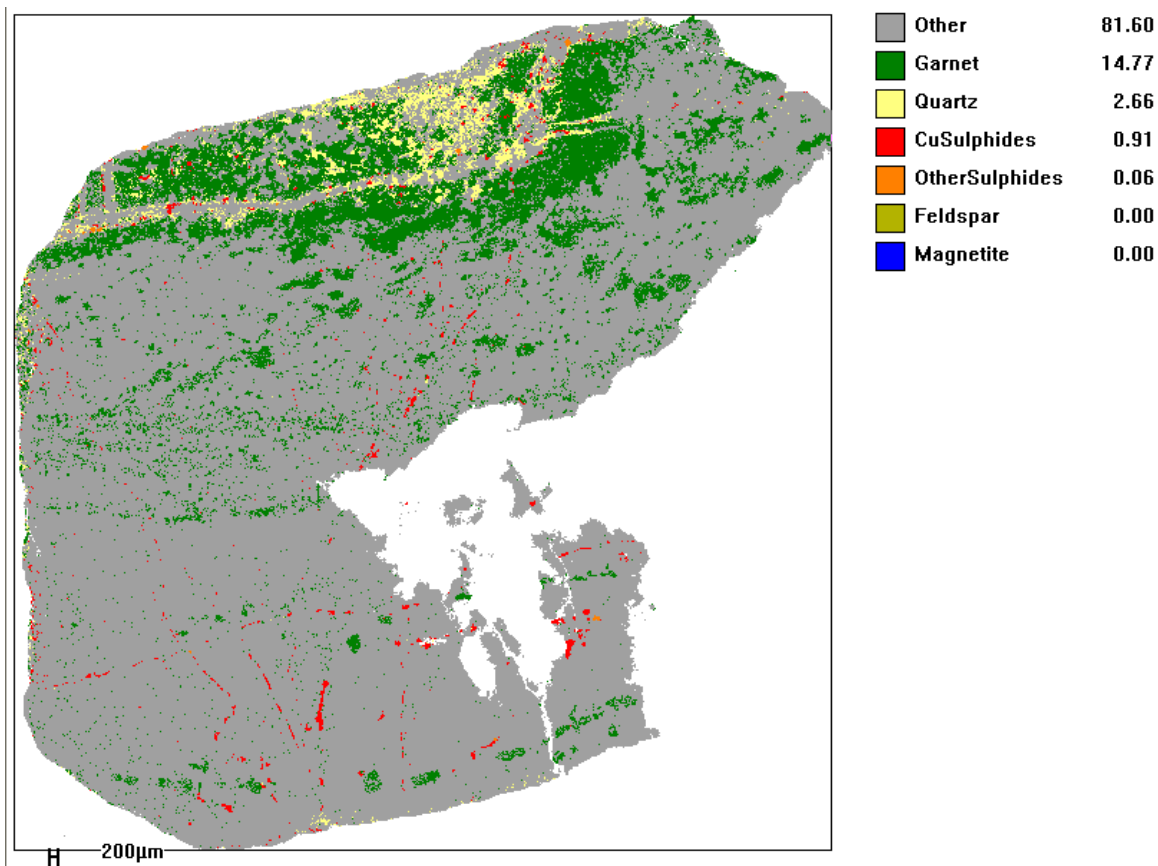 Other 81.60
Garnet 14.77
Quartz 2.66
CuSulphides 0.91
OtherSulphides 0.06
Feldspar 0.00
Magnetite 0.00
200µm